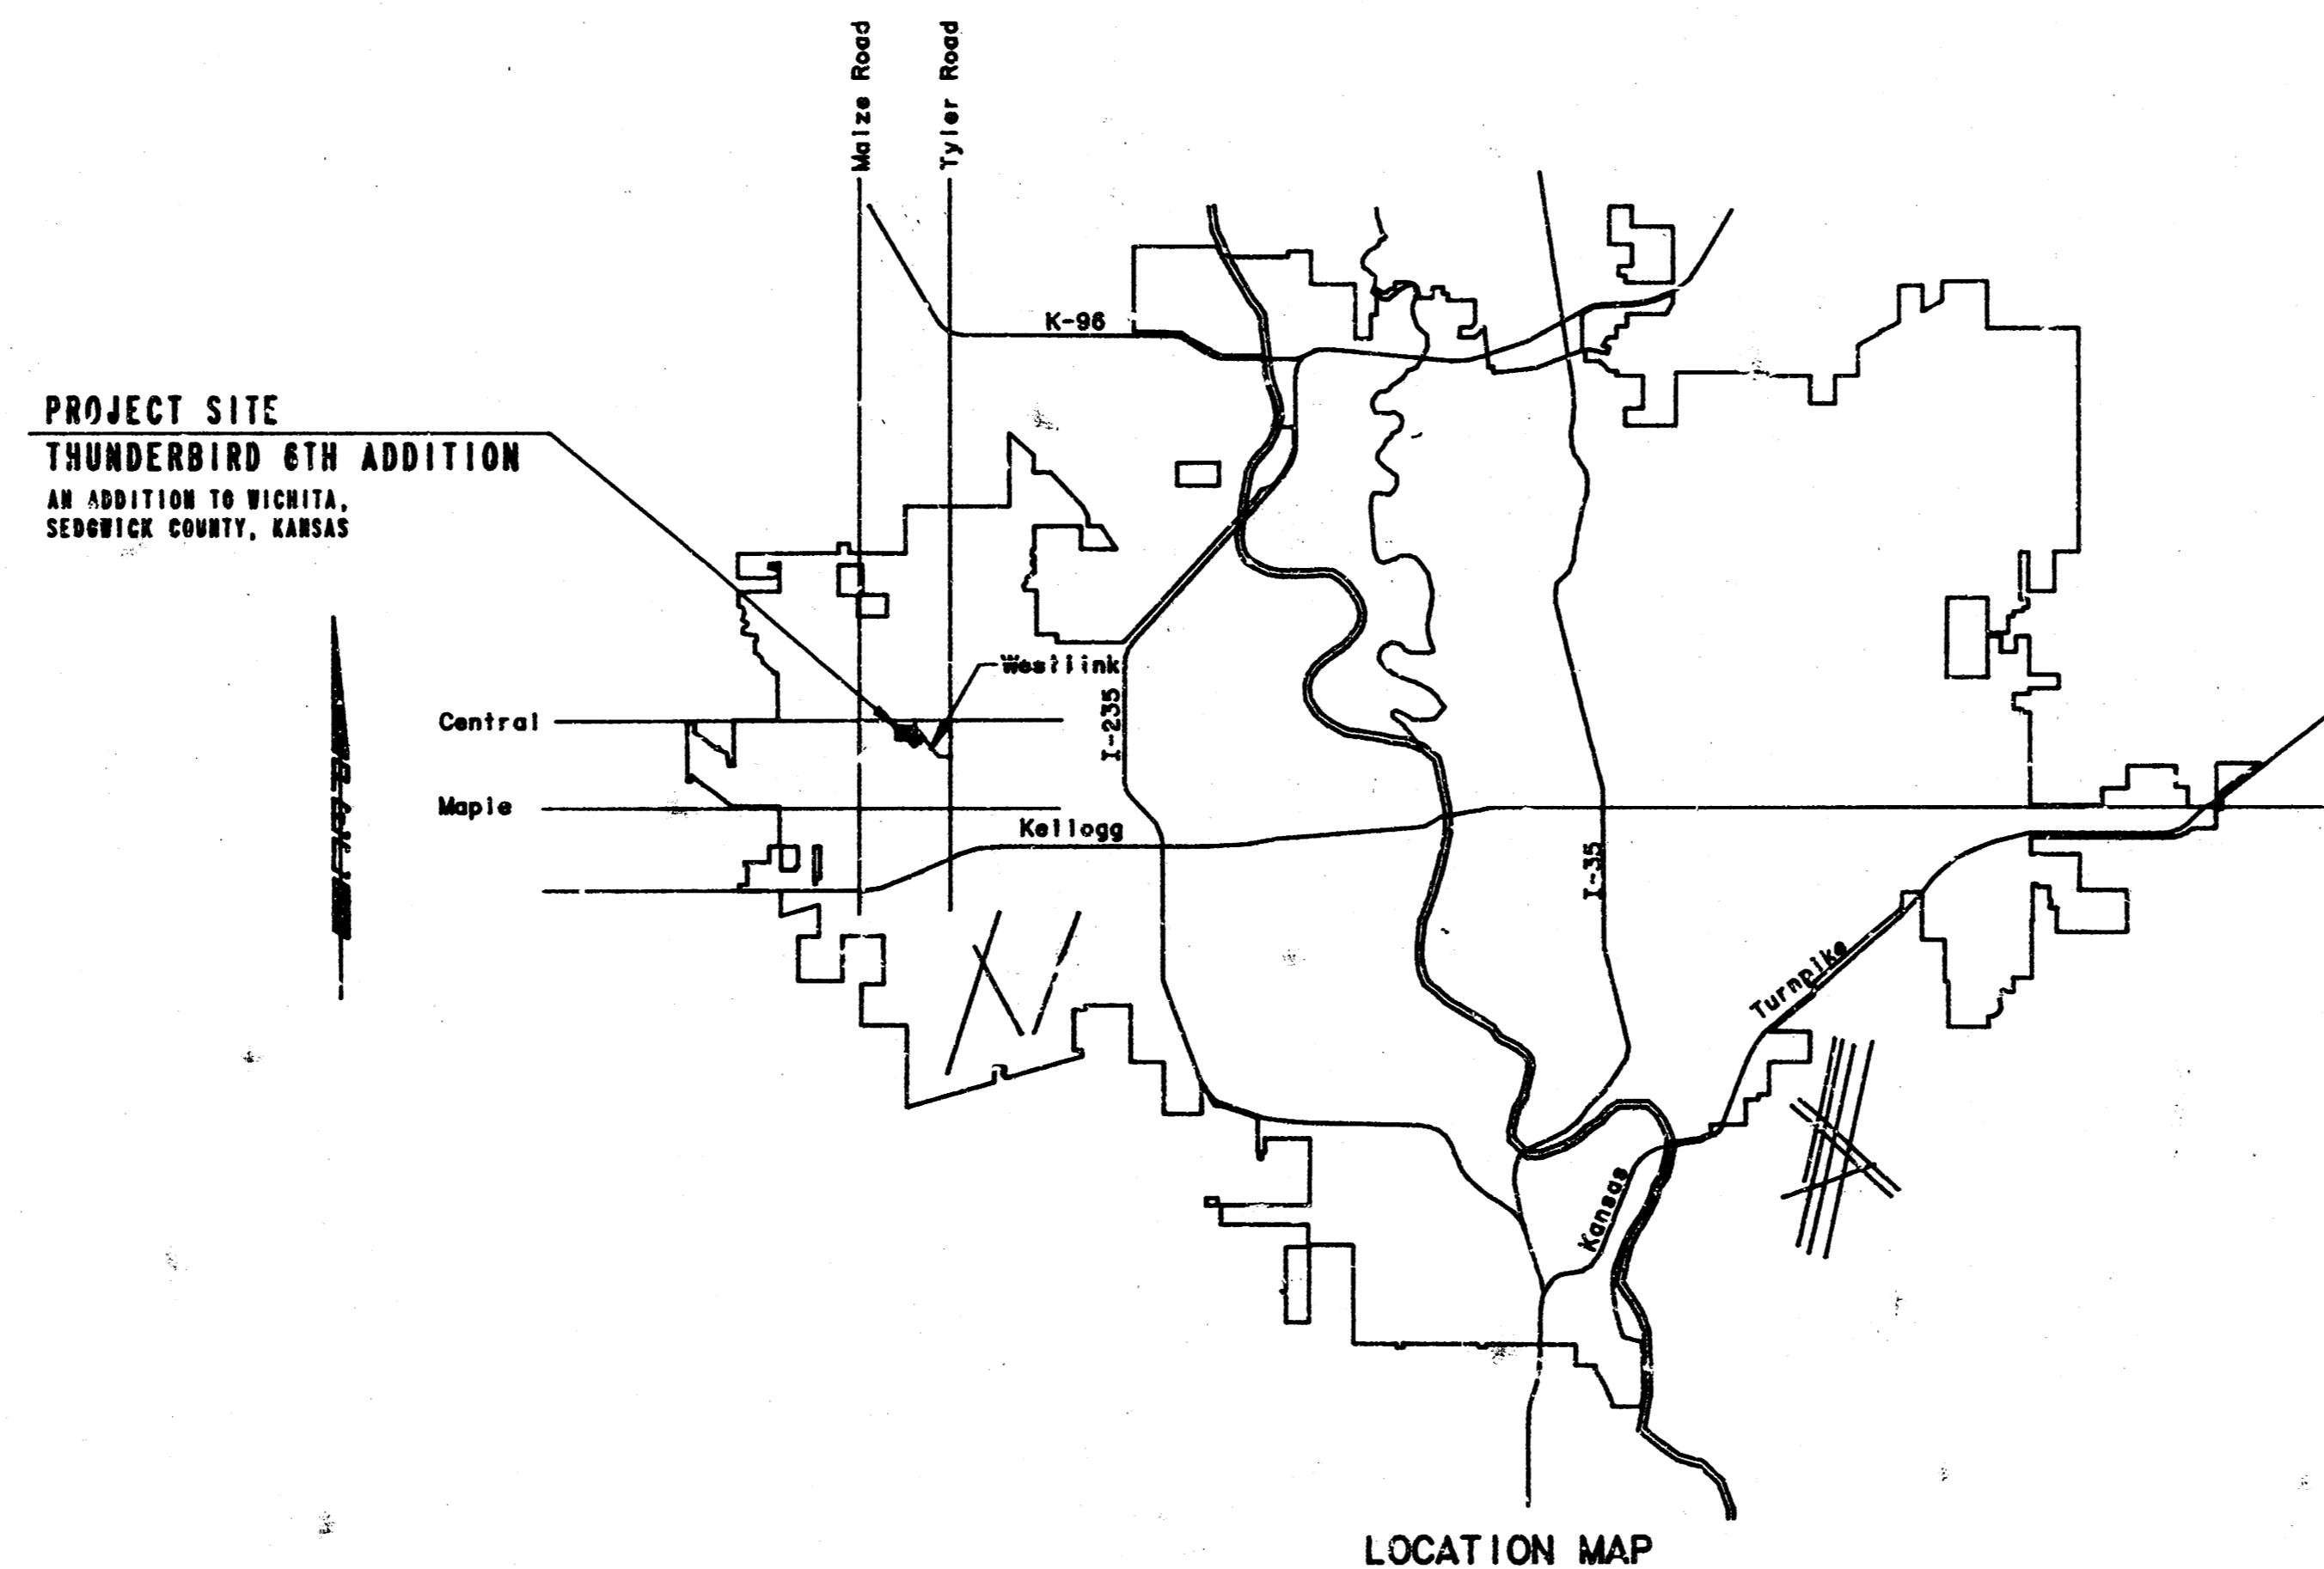 Maize Road
Tyler Road
K-96
PROJECT SITE
THUNDERBIRD 6TH ADDITION
AN ADDITION TO WICHITA,
SEDGWICK COUNTY, KANSAS
Westlink
I-235
Central
Maple
Kellogg
I-35
Turnpike
Kansas
LOCATION MAP